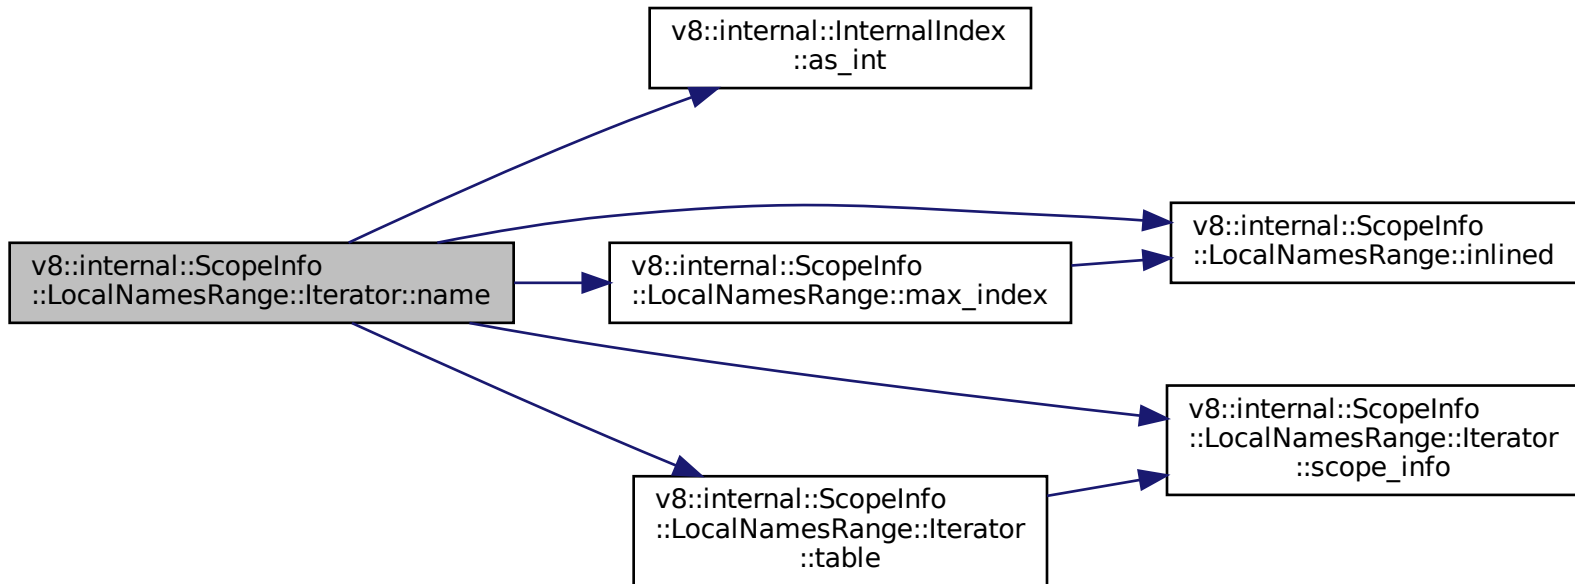 v8::internal::InternalIndex
::as_int
v8::internal::ScopeInfo
::LocalNamesRange::inlined
v8::internal::ScopeInfo
::LocalNamesRange::Iterator::name
v8::internal::ScopeInfo
::LocalNamesRange::max_index
v8::internal::ScopeInfo
::LocalNamesRange::Iterator
::scope_info
v8::internal::ScopeInfo
::LocalNamesRange::Iterator
::table